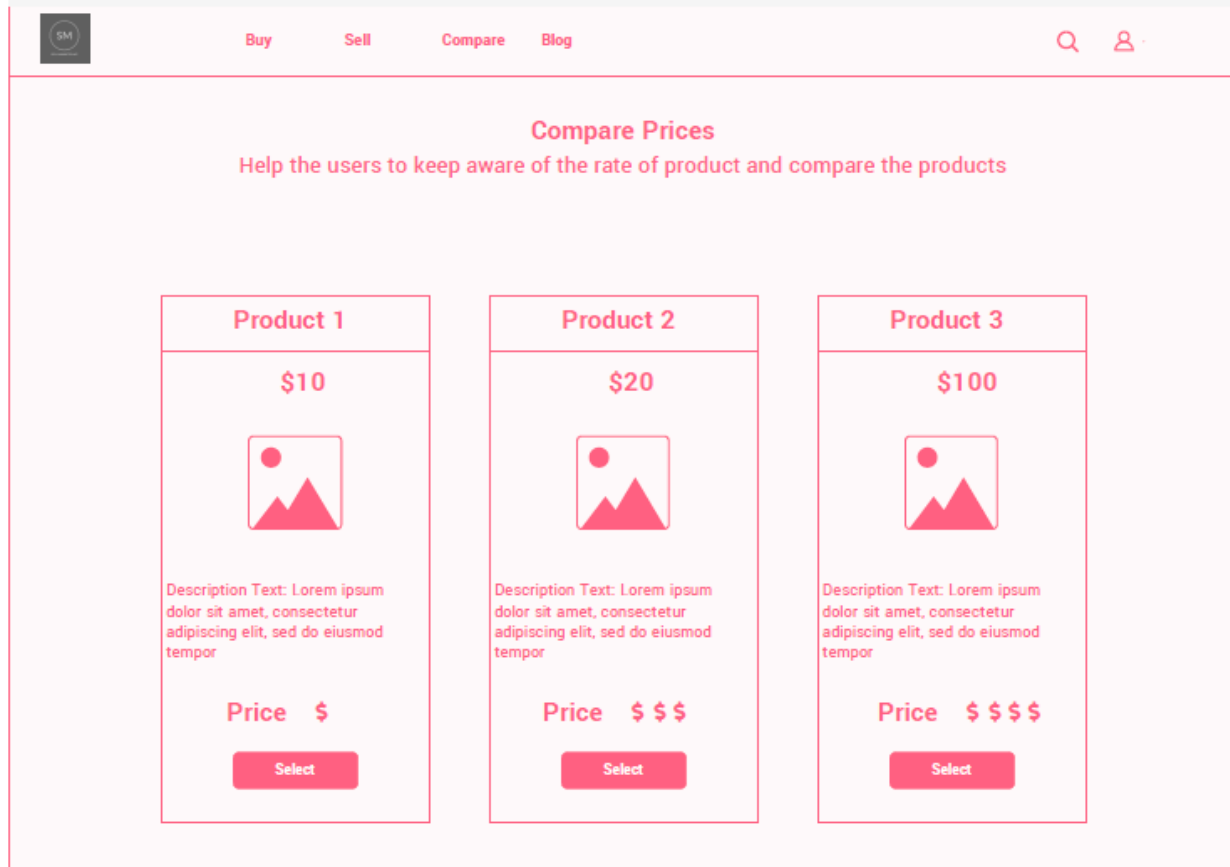 SM
Buy Sell Compare Blog
Compare Prices
Help the users to keep aware of the rate of product and compare the products
Product 1
$10
Description Text: Lorem ipsum
dolor sit amet, consectetur
adipiscing elit, sed do eiusmod
tempor
Price $
Select
Product 2
$20
Description Text: Lorem ipsum
dolor sit amet, consectetur
adipiscing elit, sed do eiusmod
tempor
Price $ $ $
Select
Product 3
$100
Description Text: Lorem ipsum
dolor sit amet, consectetur
adipiscing elit, sed do eiusmod
tempor
Price $ $ $ $
Select